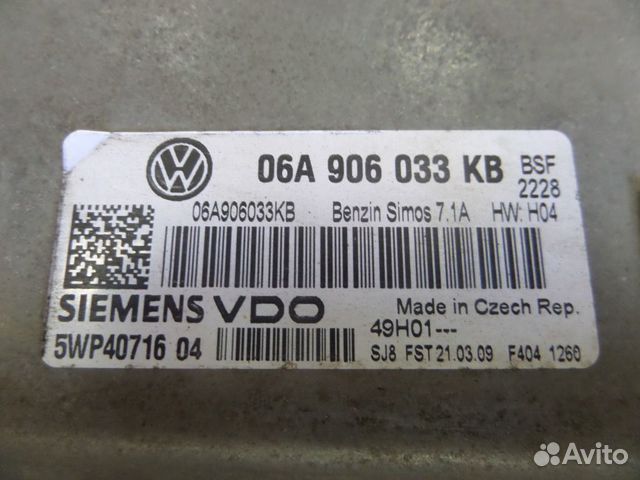 06A 906 033 KB BSF
2228
06A906033KB Benzin Simos 7.1A HW: H04
SIEMENS VDO Made in Czech Rep.
49H01---
5WP40716 04 SJ8 FST 21.03.09 F404 1260
Avito